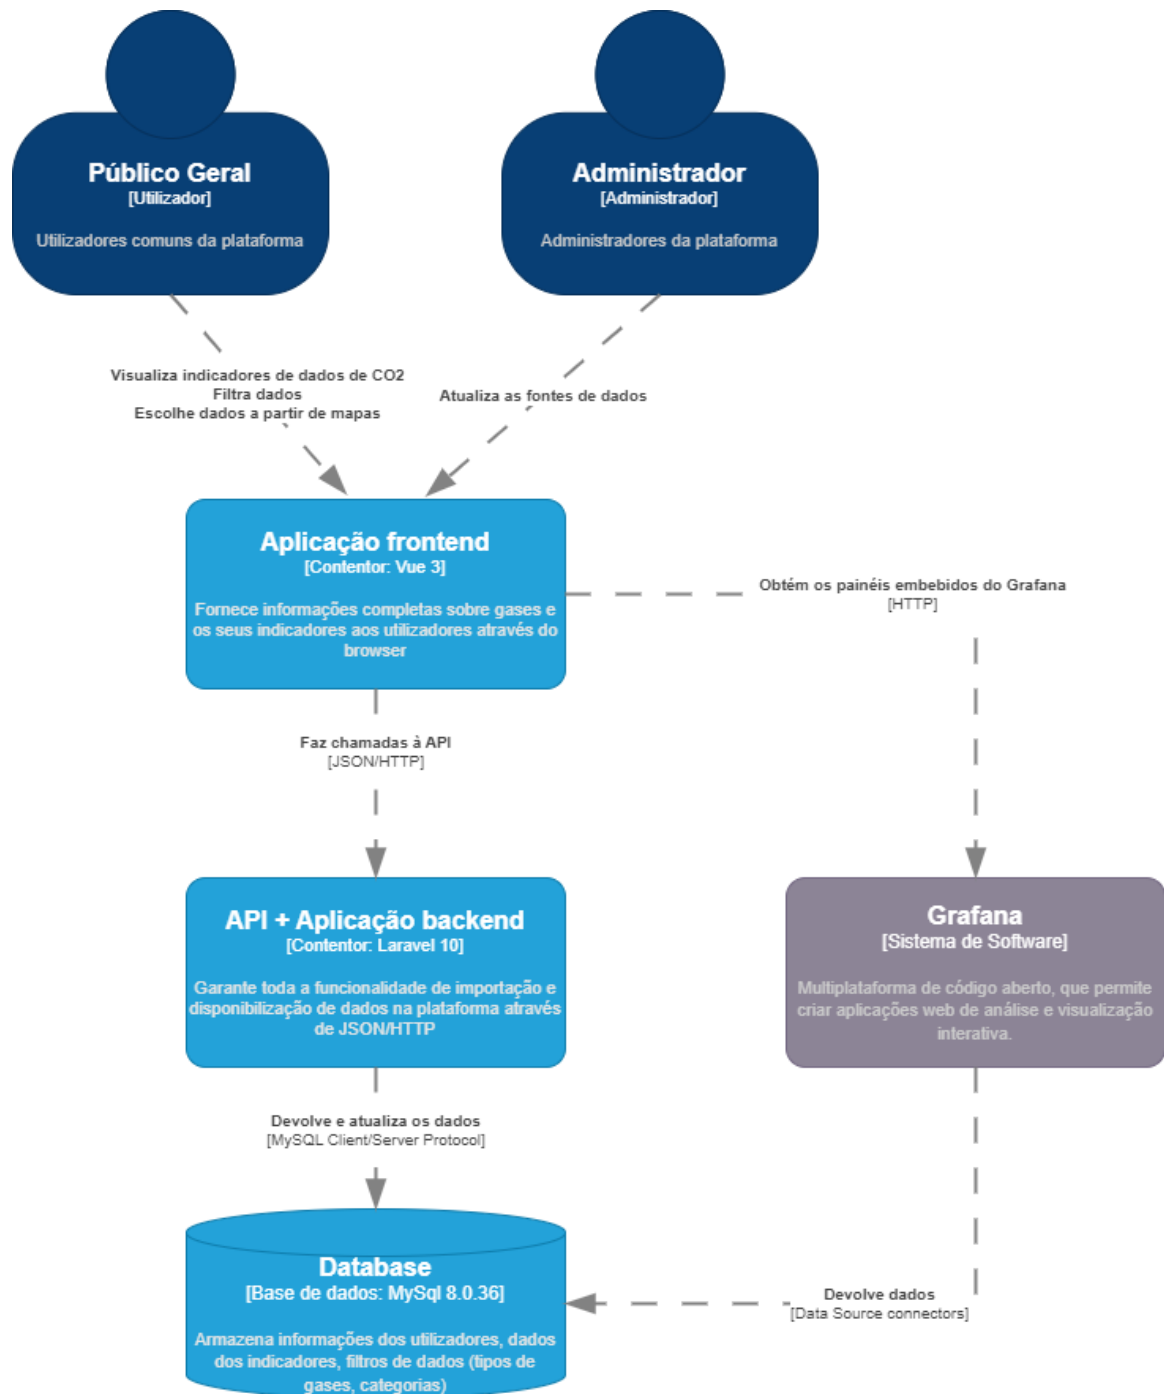 Público Geral
[Utilizador]
Utilizadores comuns da plataforma
Administrador
[Administrador]
Administradores da plataforma
Visualiza indicadores de dados de CO2
Filtra dados
Escolhe dados a partir de mapas
Atualiza as fontes de dados
Aplicação frontend
[Contentor: Vue 3]
Fornece informações completas sobre gases e
os seus indicadores aos utilizadores através do
browser
Obtém os painéis embebidos do Grafana
[HTTP]
Faz chamadas à API
[JSON/HTTP]
API + Aplicação backend
[Contentor: Laravel 10]
Garante toda a funcionalidade de importação e
disponibilização de dados na plataforma através
de JSON/HTTP
Grafana
[Sistema de Software]
Multiplataforma de código aberto, que permite
criar aplicações web de análise e visualização
interativa.
Devolve e atualiza os dados
[MySQL Client/Server Protocol]
Database
[Base de dados: MySql 8.0.36]
Armazena informações dos utilizadores, dados
dos indicadores, filtros de dados (tipos de
gases, categorias)
Devolve dados
[Data Source connectors]